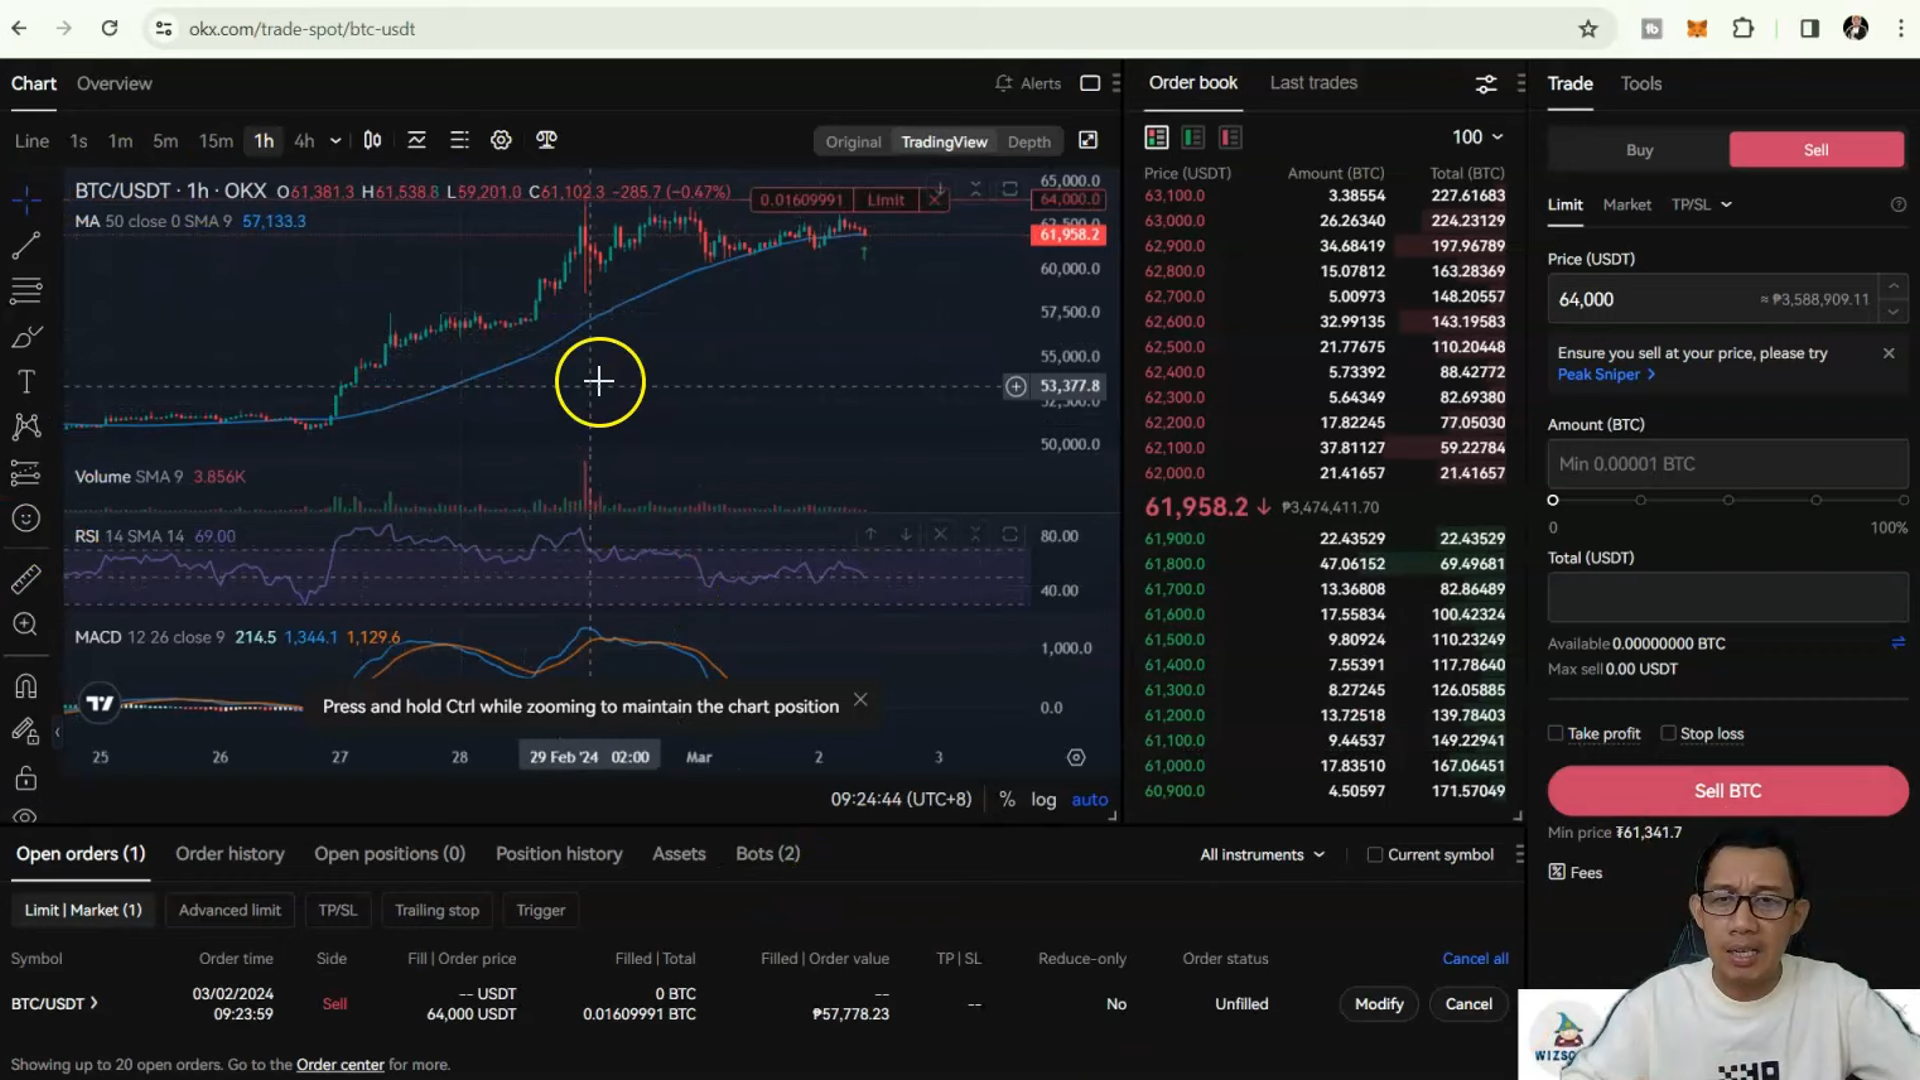 okx.com/trade-spot/btc-usdt
Chart Overview Alerts
Line 1s 1m 5m 15m 1h 4h Original TradingView Depth
BTC/USDT · 1h · OKX O61,381.3 H61,538.8 L59,201.0 C61,102.3 -285.7 (-0.47%)
MA 50 close 0 SMA 9 57,133.3
0.01609991 Limit
65,000.0
64,000.0
62,500.0
61,958.2
60,000.0
57,500.0
55,000.0
53,377.8
52,500.0
50,000.0
Volume SMA 9 3.856K
RSI 14 SMA 14 69.00
80.00
40.00
MACD 12 26 close 9 214.5 1,344.1 1,129.6
1,000.0
0.0
Press and hold Ctrl while zooming to maintain the chart position
25 26 27 28 29 Feb '24 02:00 Mar 2 3
09:24:44 (UTC+8) % log auto
Order book Last trades
100
Price (USDT) Amount (BTC) Total (BTC)
63,100.0 3.38554 227.61683
63,000.0 26.26340 224.23129
62,900.0 34.68419 197.96789
62,800.0 15.07812 163.28369
62,700.0 5.00973 148.20557
62,600.0 32.99135 143.19583
62,500.0 21.77675 110.20448
62,400.0 5.73392 88.42772
62,300.0 5.64349 82.69380
62,200.0 17.82245 77.05030
62,100.0 37.81127 59.22784
62,000.0 21.41657 21.41657
61,958.2 ↓ ₱3,474,411.70
61,900.0 22.43529 22.43529
61,800.0 47.06152 69.49681
61,700.0 13.36808 82.86489
61,600.0 17.55834 100.42324
61,500.0 9.80924 110.23249
61,400.0 7.55391 117.78640
61,300.0 8.27245 126.05885
61,200.0 13.72518 139.78403
61,100.0 9.44537 149.22941
61,000.0 17.83510 167.06451
60,900.0 4.50597 171.57049
Trade Tools
Buy Sell
Limit Market TP/SL
Price (USDT)
64,000 ≈ ₱3,588,909.11
Ensure you sell at your price, please try
Peak Sniper >
Amount (BTC)
Min 0.00001 BTC
0 100%
Total (USDT)
Available 0.00000000 BTC
Max sell 0.00 USDT
Take profit Stop loss
Sell BTC
Min price ₮61,341.7
Fees
Open orders (1) Order history Open positions (0) Position history Assets Bots (2) All instruments Current symbol
Limit | Market (1) Advanced limit TP/SL Trailing stop Trigger
Symbol Order time Side Fill | Order price Filled | Total Filled | Order value TP | SL Reduce-only Order status Cancel all
BTC/USDT > 03/02/2024 09:23:59 Sell -- USDT 64,000 USDT 0 BTC 0.01609991 BTC -- ₱57,778.23 -- No Unfilled Modify Cancel
Showing up to 20 open orders. Go to the Order center for more.